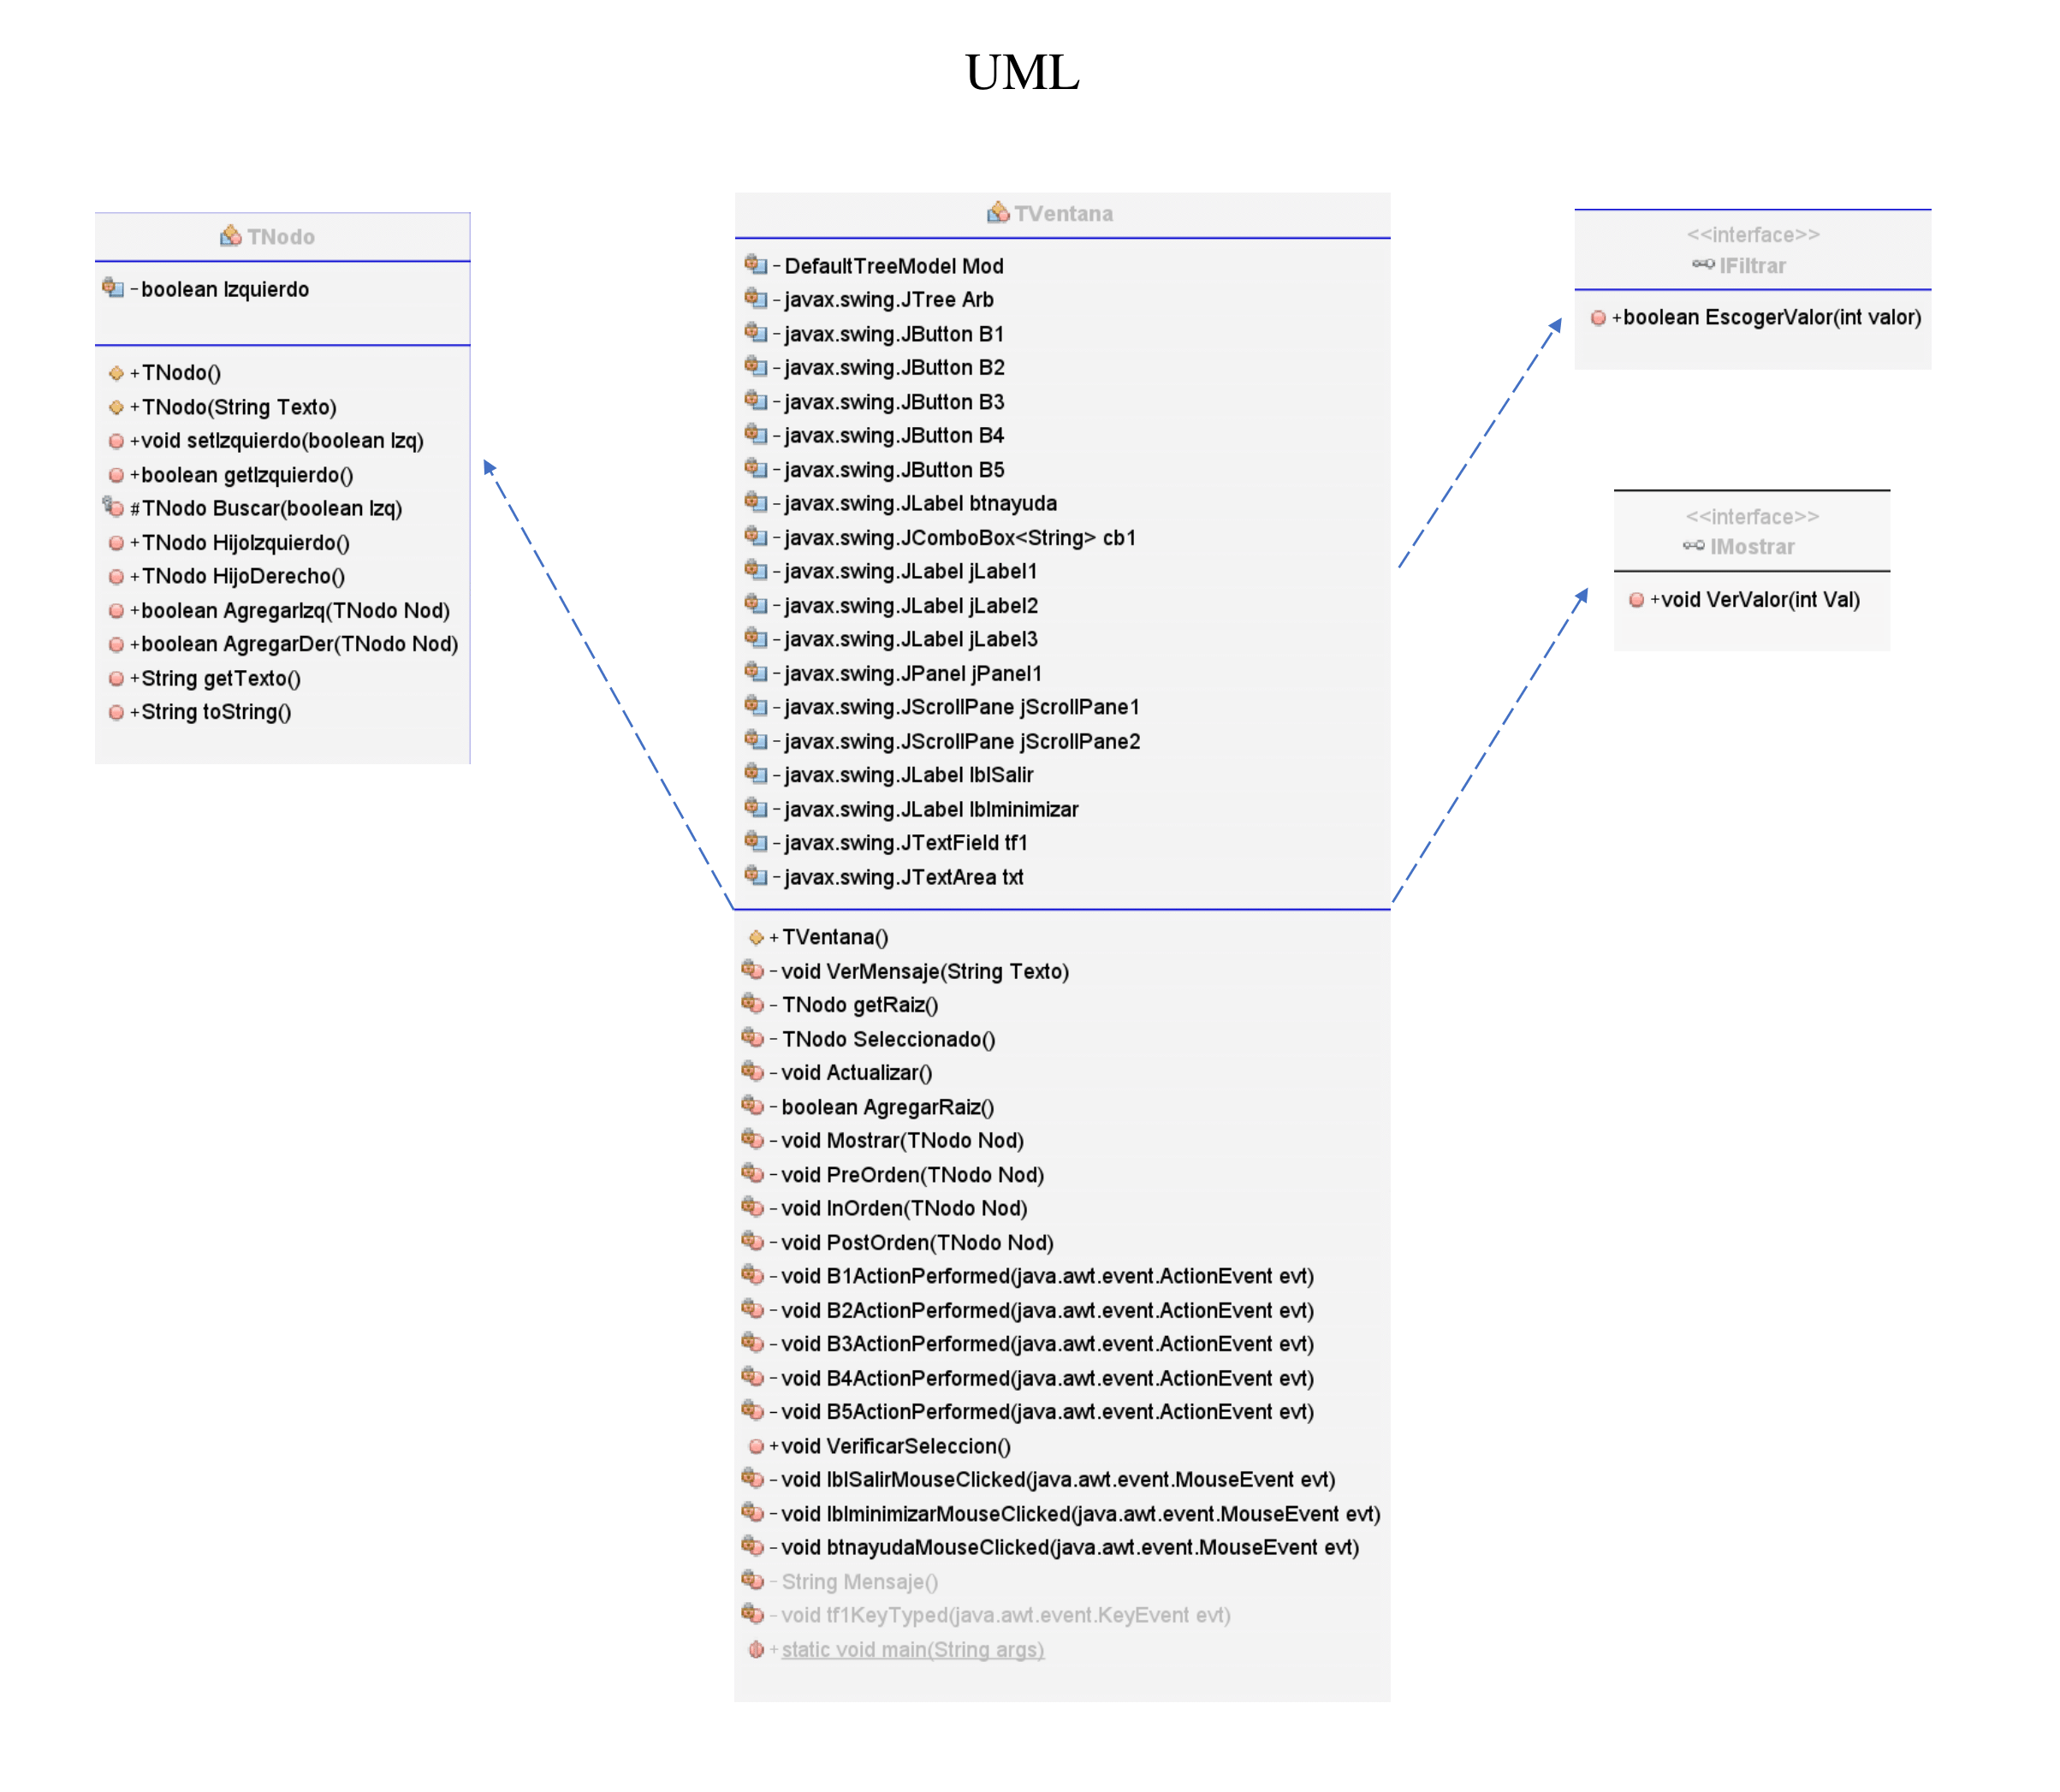 UML
TNodo
- boolean Izquierdo
+ TNodo()
+ TNodo(String Texto)
+ void setIzquierdo(boolean Izq)
+ boolean getIzquierdo()
# TNodo Buscar(boolean Izq)
+ TNodo HijoIzquierdo()
+ TNodo HijoDerecho()
+ boolean AgregarIzq(TNodo Nod)
+ boolean AgregarDer(TNodo Nod)
+ String getTexto()
+ String toString()
TVentana
- DefaultTreeModel Mod
- javax.swing.JTree Arb
- javax.swing.JButton B1
- javax.swing.JButton B2
- javax.swing.JButton B3
- javax.swing.JButton B4
- javax.swing.JButton B5
- javax.swing.JLabel btnayuda
- javax.swing.JComboBox<String> cb1
- javax.swing.JLabel jLabel1
- javax.swing.JLabel jLabel2
- javax.swing.JLabel jLabel3
- javax.swing.JPanel jPanel1
- javax.swing.JScrollPane jScrollPane1
- javax.swing.JScrollPane jScrollPane2
- javax.swing.JLabel lblSalir
- javax.swing.JLabel lblminimizar
- javax.swing.JTextField tf1
- javax.swing.JTextArea txt
+ TVentana()
- void VerMensaje(String Texto)
- TNodo getRaiz()
- TNodo Seleccionado()
- void Actualizar()
- boolean AgregarRaiz()
- void Mostrar(TNodo Nod)
- void PreOrden(TNodo Nod)
- void InOrden(TNodo Nod)
- void PostOrden(TNodo Nod)
- void B1ActionPerformed(java.awt.event.ActionEvent evt)
- void B2ActionPerformed(java.awt.event.ActionEvent evt)
- void B3ActionPerformed(java.awt.event.ActionEvent evt)
- void B4ActionPerformed(java.awt.event.ActionEvent evt)
- void B5ActionPerformed(java.awt.event.ActionEvent evt)
+ void VerificarSeleccion()
- void lblSalirMouseClicked(java.awt.event.MouseEvent evt)
- void lblminimizarMouseClicked(java.awt.event.MouseEvent evt)
- void btnayudaMouseClicked(java.awt.event.MouseEvent evt)
- String Mensaje()
- void tf1KeyTyped(java.awt.event.KeyEvent evt)
+ static void main(String args)
<<interface>>
IFiltrar
+ boolean EscogerValor(int valor)
<<interface>>
IMostrar
+ void VerValor(int Val)